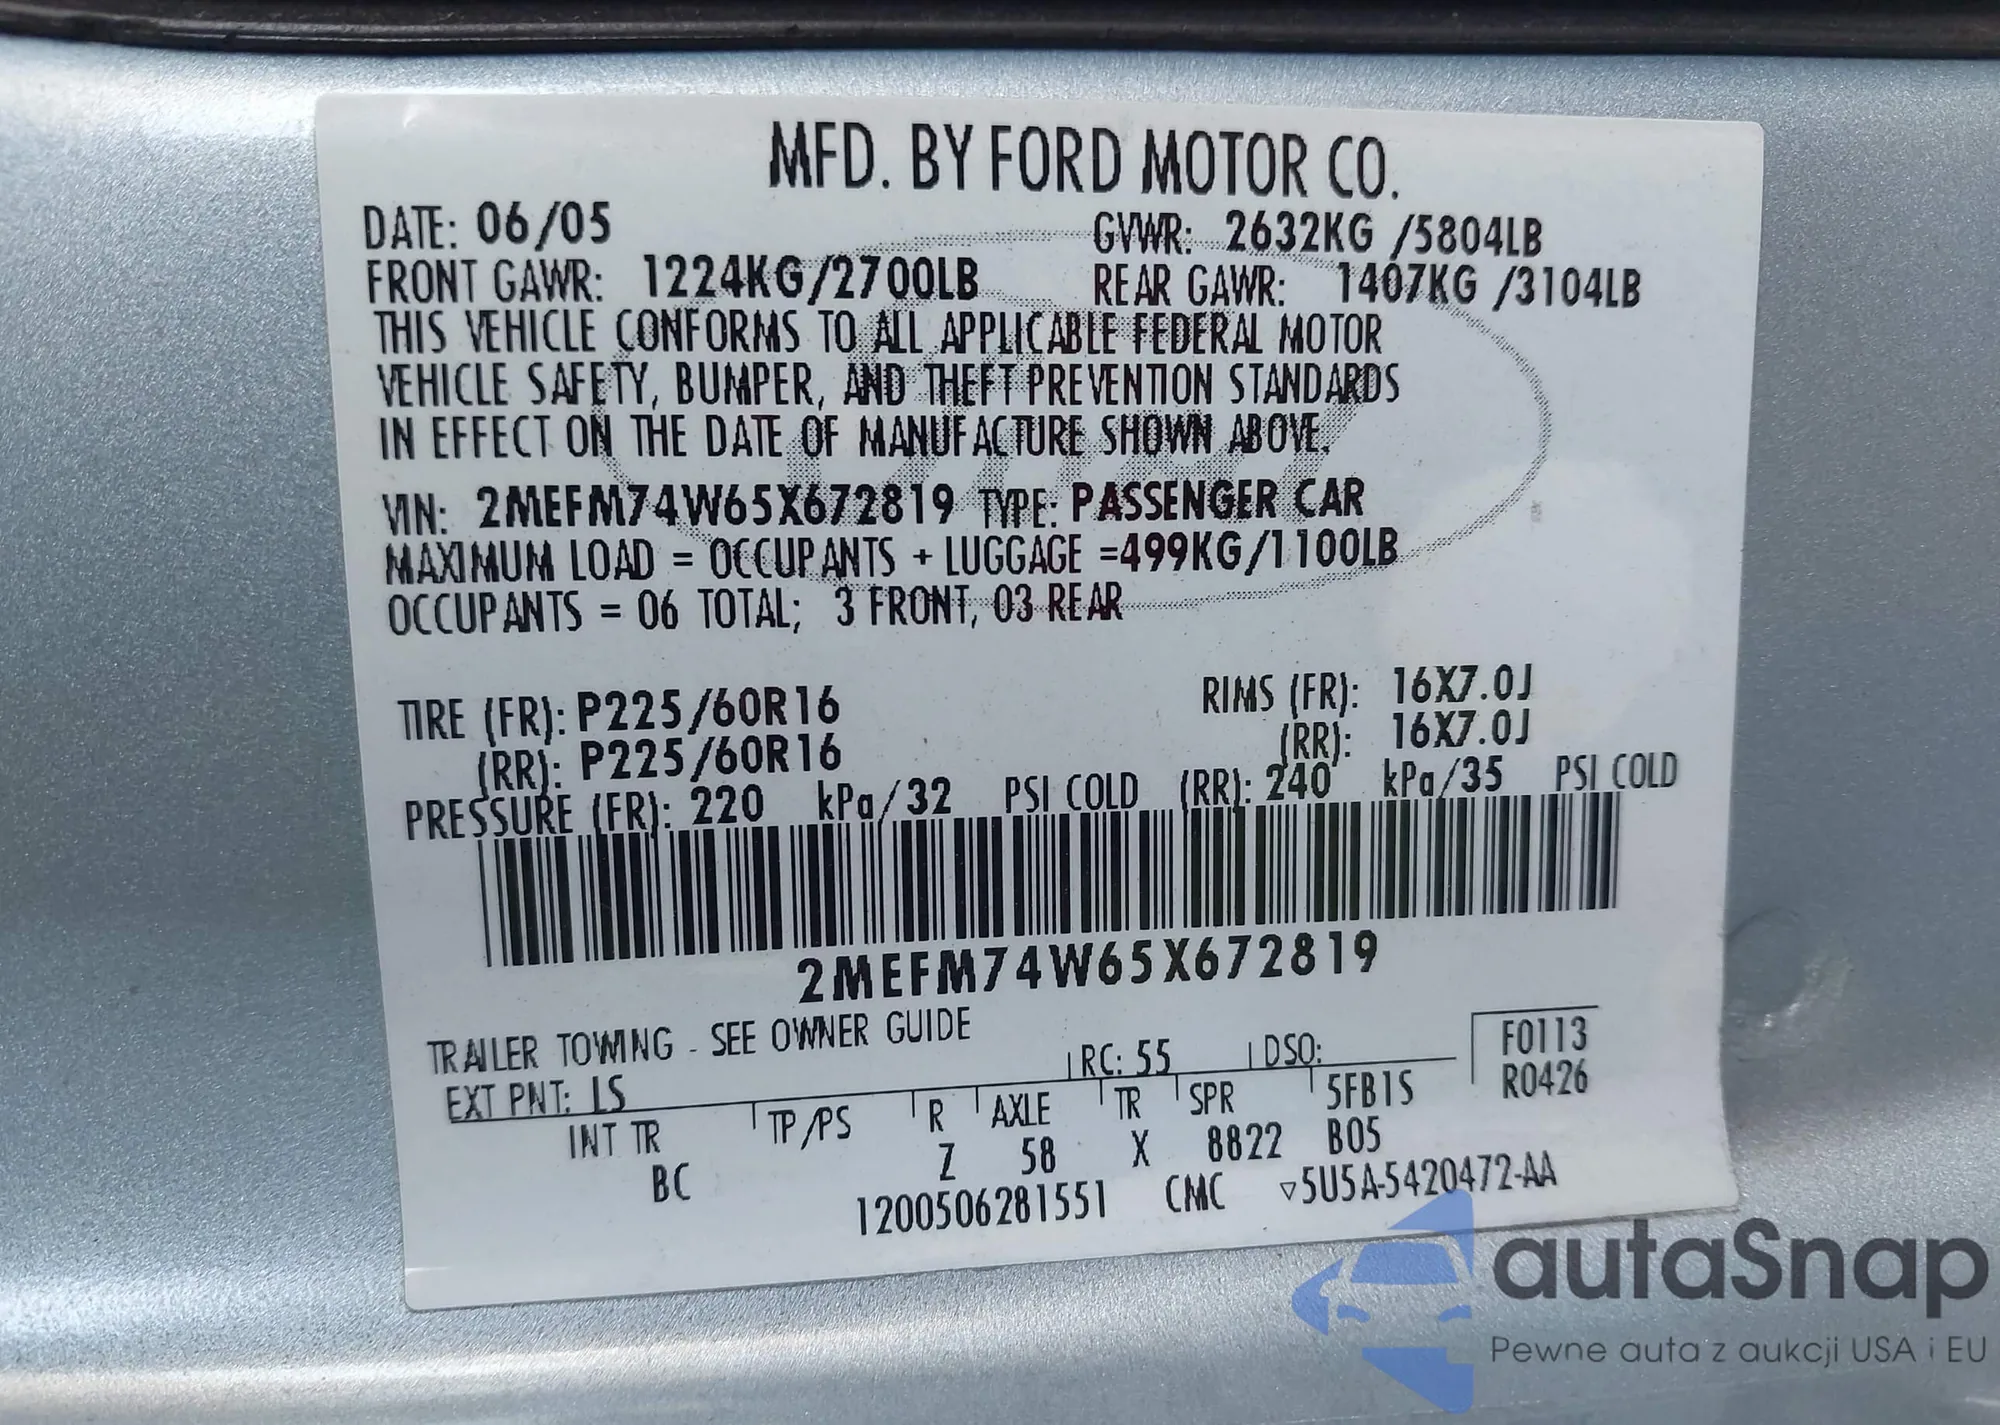 MFD. BY FORD MOTOR CO.
DATE: 06/05 GVWR: 2632KG /5804LB
FRONT GAWR: 1224KG/2700LB REAR GAWR: 1407KG /3104LB
THIS VEHICLE CONFORMS TO ALL APPLICABLE FEDERAL MOTOR
VEHICLE SAFETY, BUMPER, AND THEFT PREVENTION STANDARDS
IN EFFECT ON THE DATE OF MANUFACTURE SHOWN ABOVE.
VIN: 2MEFM74W65X672819 TYPE: PASSENGER CAR
MAXIMUM LOAD = OCCUPANTS + LUGGAGE =499KG/1100LB
OCCUPANTS = 06 TOTAL; 3 FRONT, 03 REAR
TIRE (FR): P225/60R16 RIMS (FR): 16X7.0J
(RR): P225/60R16 (RR): 16X7.0J
PRESSURE (FR): 220 kPa/32 PSI COLD (RR): 240 kPa/35 PSI COLD
2MEFM74W65X672819
TRAILER TOWING - SEE OWNER GUIDE
EXT PNT: LS RC: 55 DSO: F0113
R0426
INT TR TP/PS R AXLE TR SPR 5FB1S
BC Z 58 X 8822 B05
1200506281551 CMC ▽5U5A-5420472-AA
autaSnap
Pewne auta z aukcji USA i EU